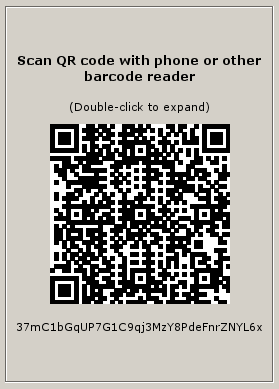 Scan QR code with phone or other
barcode reader
(Double-click to expand)
37mC1bGqUP7G1C9qj3MzY8PdeFnrZNYL6x